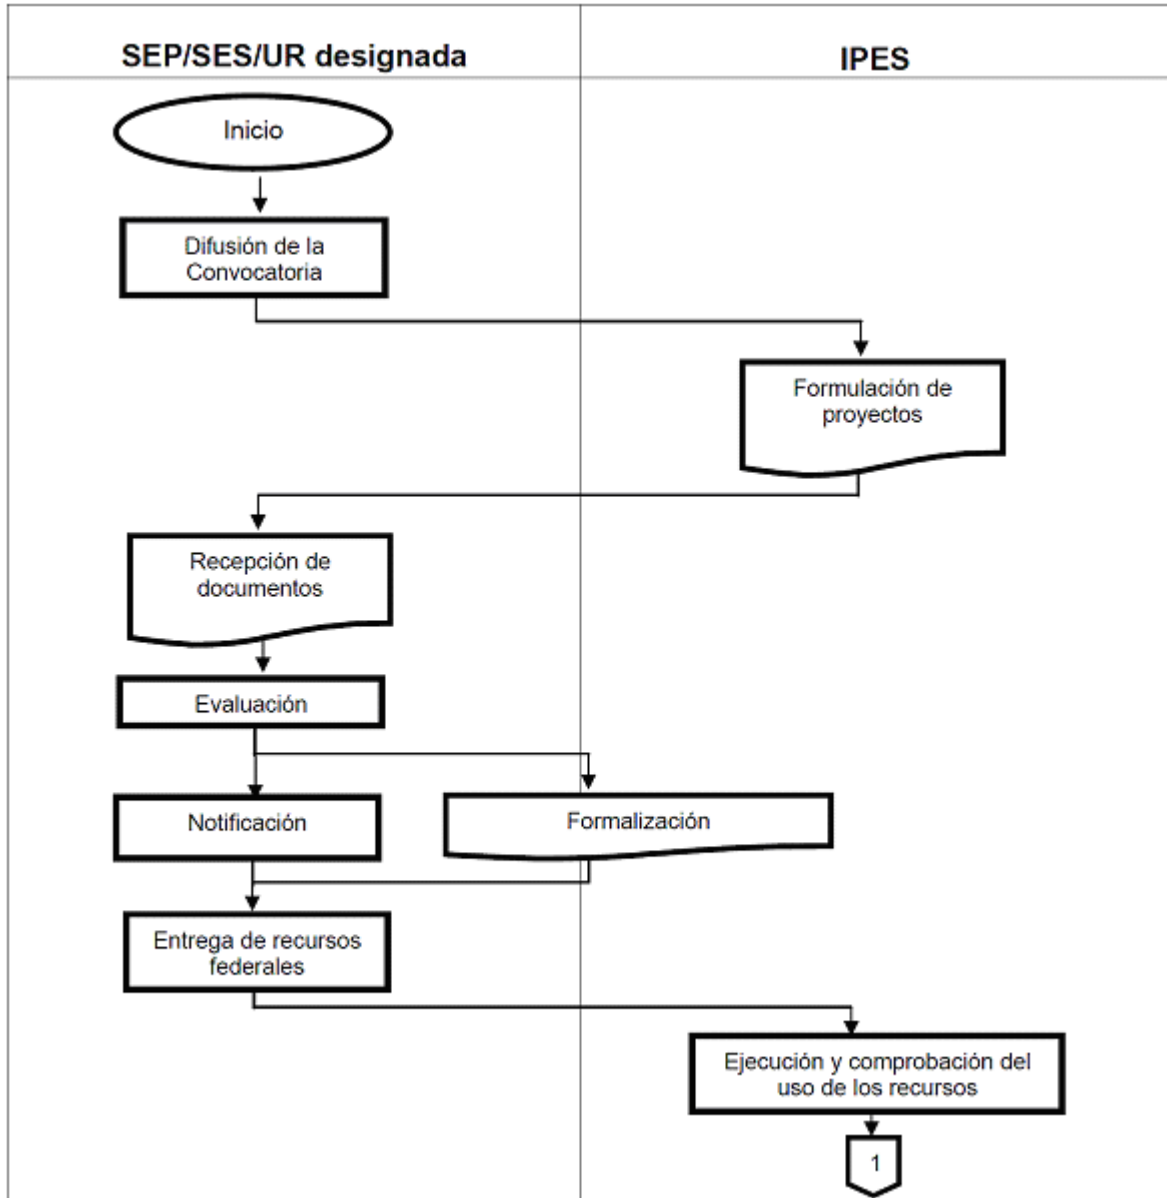 SEP/SES/UR designada
IPES
Inicio
Difusión de la
Convocatoria
Formulación de
proyectos
Recepción de
documentos
Evaluación
Notificación
Formalización
Entrega de recursos
federales
Ejecución y comprobación del
uso de los recursos
1